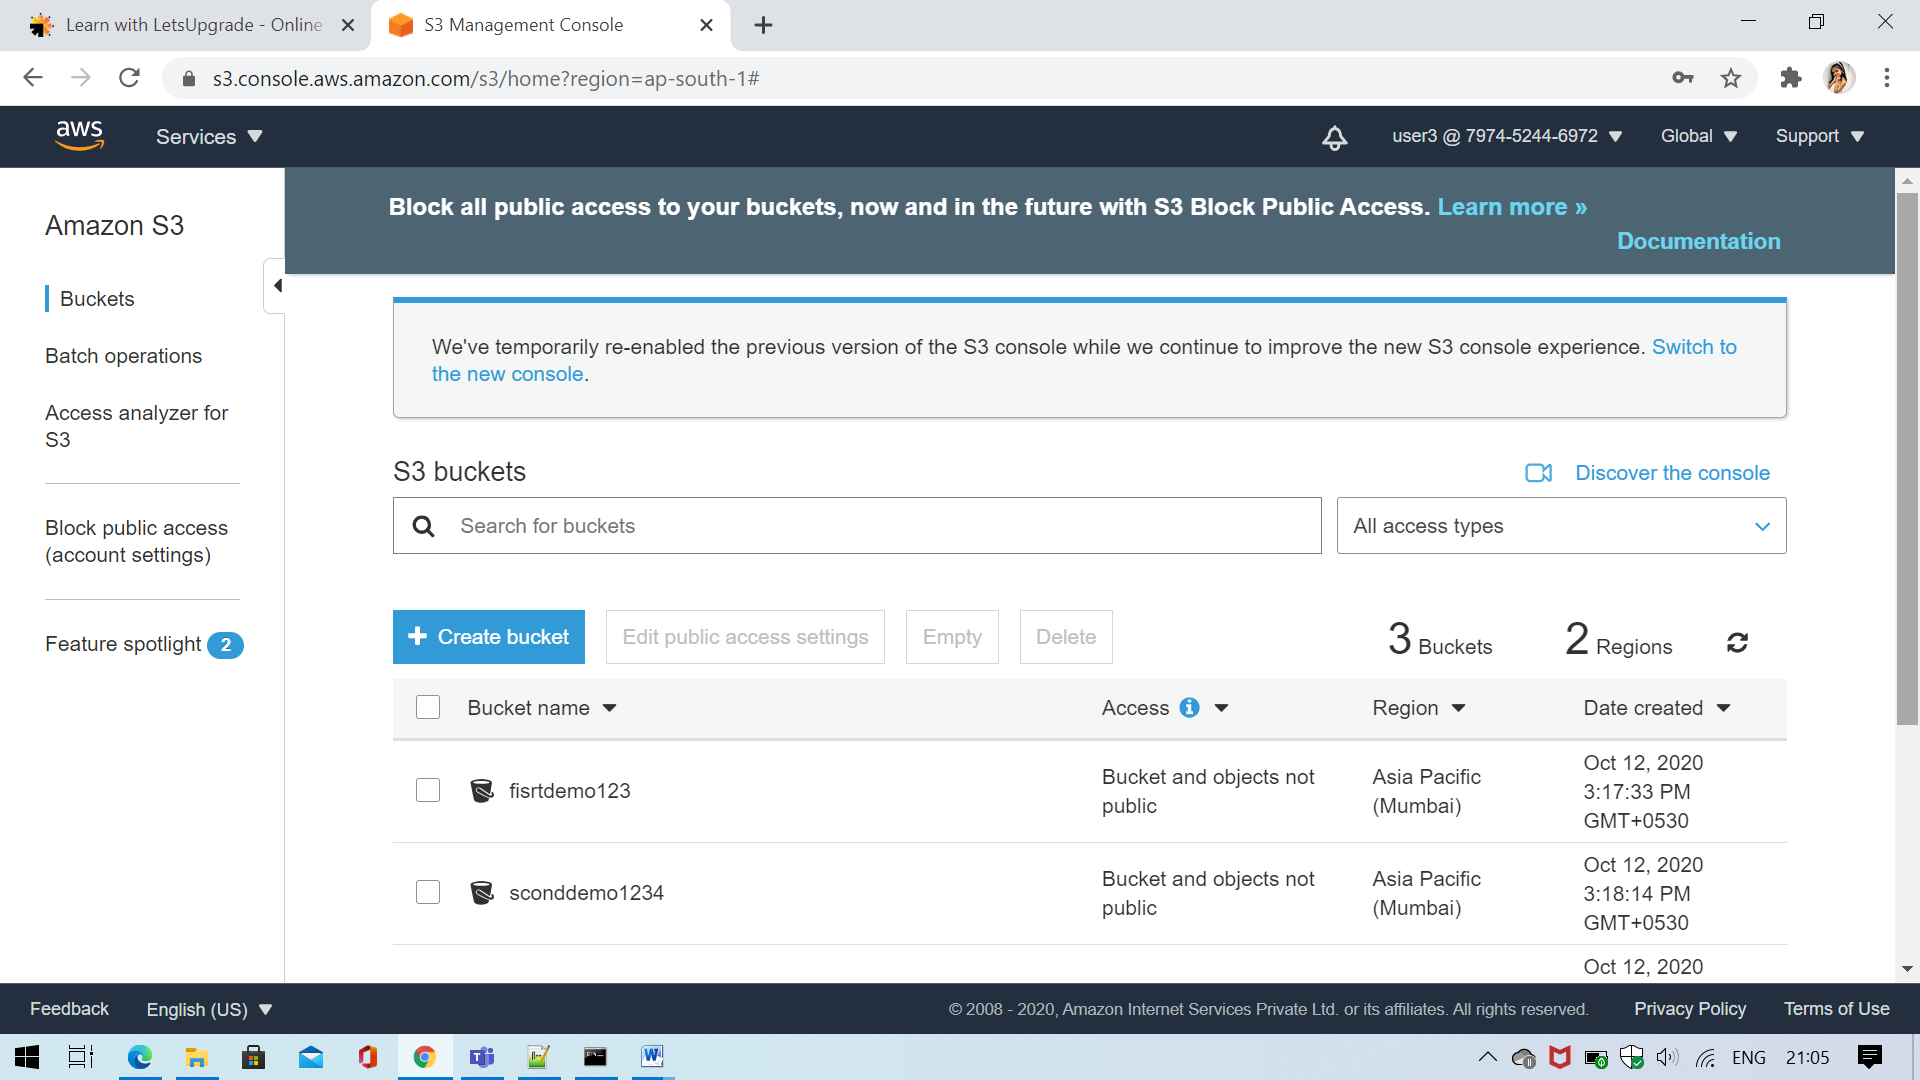 Learn with LetsUpgrade - Online
S3 Management Console
s3.console.aws.amazon.com/s3/home?region=ap-south-1#
aws
Services
user3 @ 7974-5244-6972
Global
Support
Block all public access to your buckets, now and in the future with S3 Block Public Access. Learn more »
Documentation
Amazon S3
Buckets
Batch operations
Access analyzer for
S3
Block public access
(account settings)
Feature spotlight 2
We've temporarily re-enabled the previous version of the S3 console while we continue to improve the new S3 console experience. Switch to
the new console.
S3 buckets
Discover the console
Search for buckets
All access types
+ Create bucket
Edit public access settings
Empty
Delete
3 Buckets
2 Regions
Bucket name
Access
Region
Date created
fisrtdemo123
Bucket and objects not
public
Asia Pacific
(Mumbai)
Oct 12, 2020
3:17:33 PM
GMT+0530
sconddemo1234
Bucket and objects not
public
Asia Pacific
(Mumbai)
Oct 12, 2020
3:18:14 PM
GMT+0530
Oct 12, 2020
Feedback
English (US)
© 2008 - 2020, Amazon Internet Services Private Ltd. or its affiliates. All rights reserved.
Privacy Policy
Terms of Use
ENG
21:05